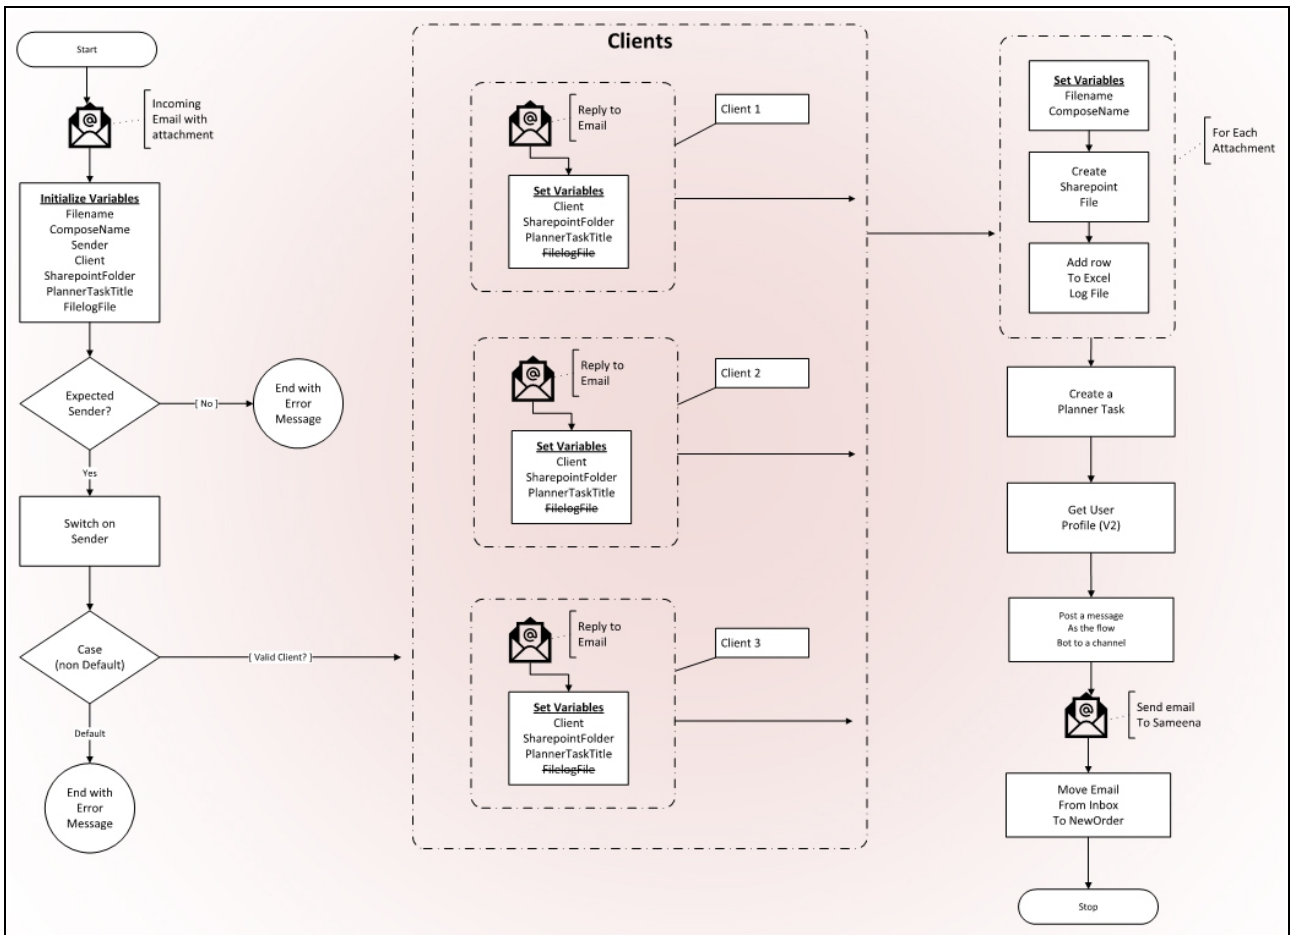 Start
Incoming
Email with
attachment
Initialize Variables
Filename
ComposeName
Sender
Client
SharepointFolder
PlannerTaskTitle
FilelogFile
Expected
Sender?
[ No ]
End with
Error
Message
Yes
Switch on
Sender
Case
(non Default)
[ Valid Client? ]
Default
End with
Error
Message
Clients
@
Reply to
Email
Client 1
Set Variables
Client
SharepointFolder
PlannerTaskTitle
FilelogFile
@
Reply to
Email
Client 2
Set Variables
Client
SharepointFolder
PlannerTaskTitle
FilelogFile
@
Reply to
Email
Client 3
Set Variables
Client
SharepointFolder
PlannerTaskTitle
FilelogFile
Set Variables
Filename
ComposeName
For Each
Attachment
Create
Sharepoint
File
Add row
To Excel
Log File
Create a
Planner Task
Get User
Profile (V2)
Post a message
As the flow
Bot to a channel
@
Send email
To Sameena
Move Email
From Inbox
To NewOrder
Stop
@